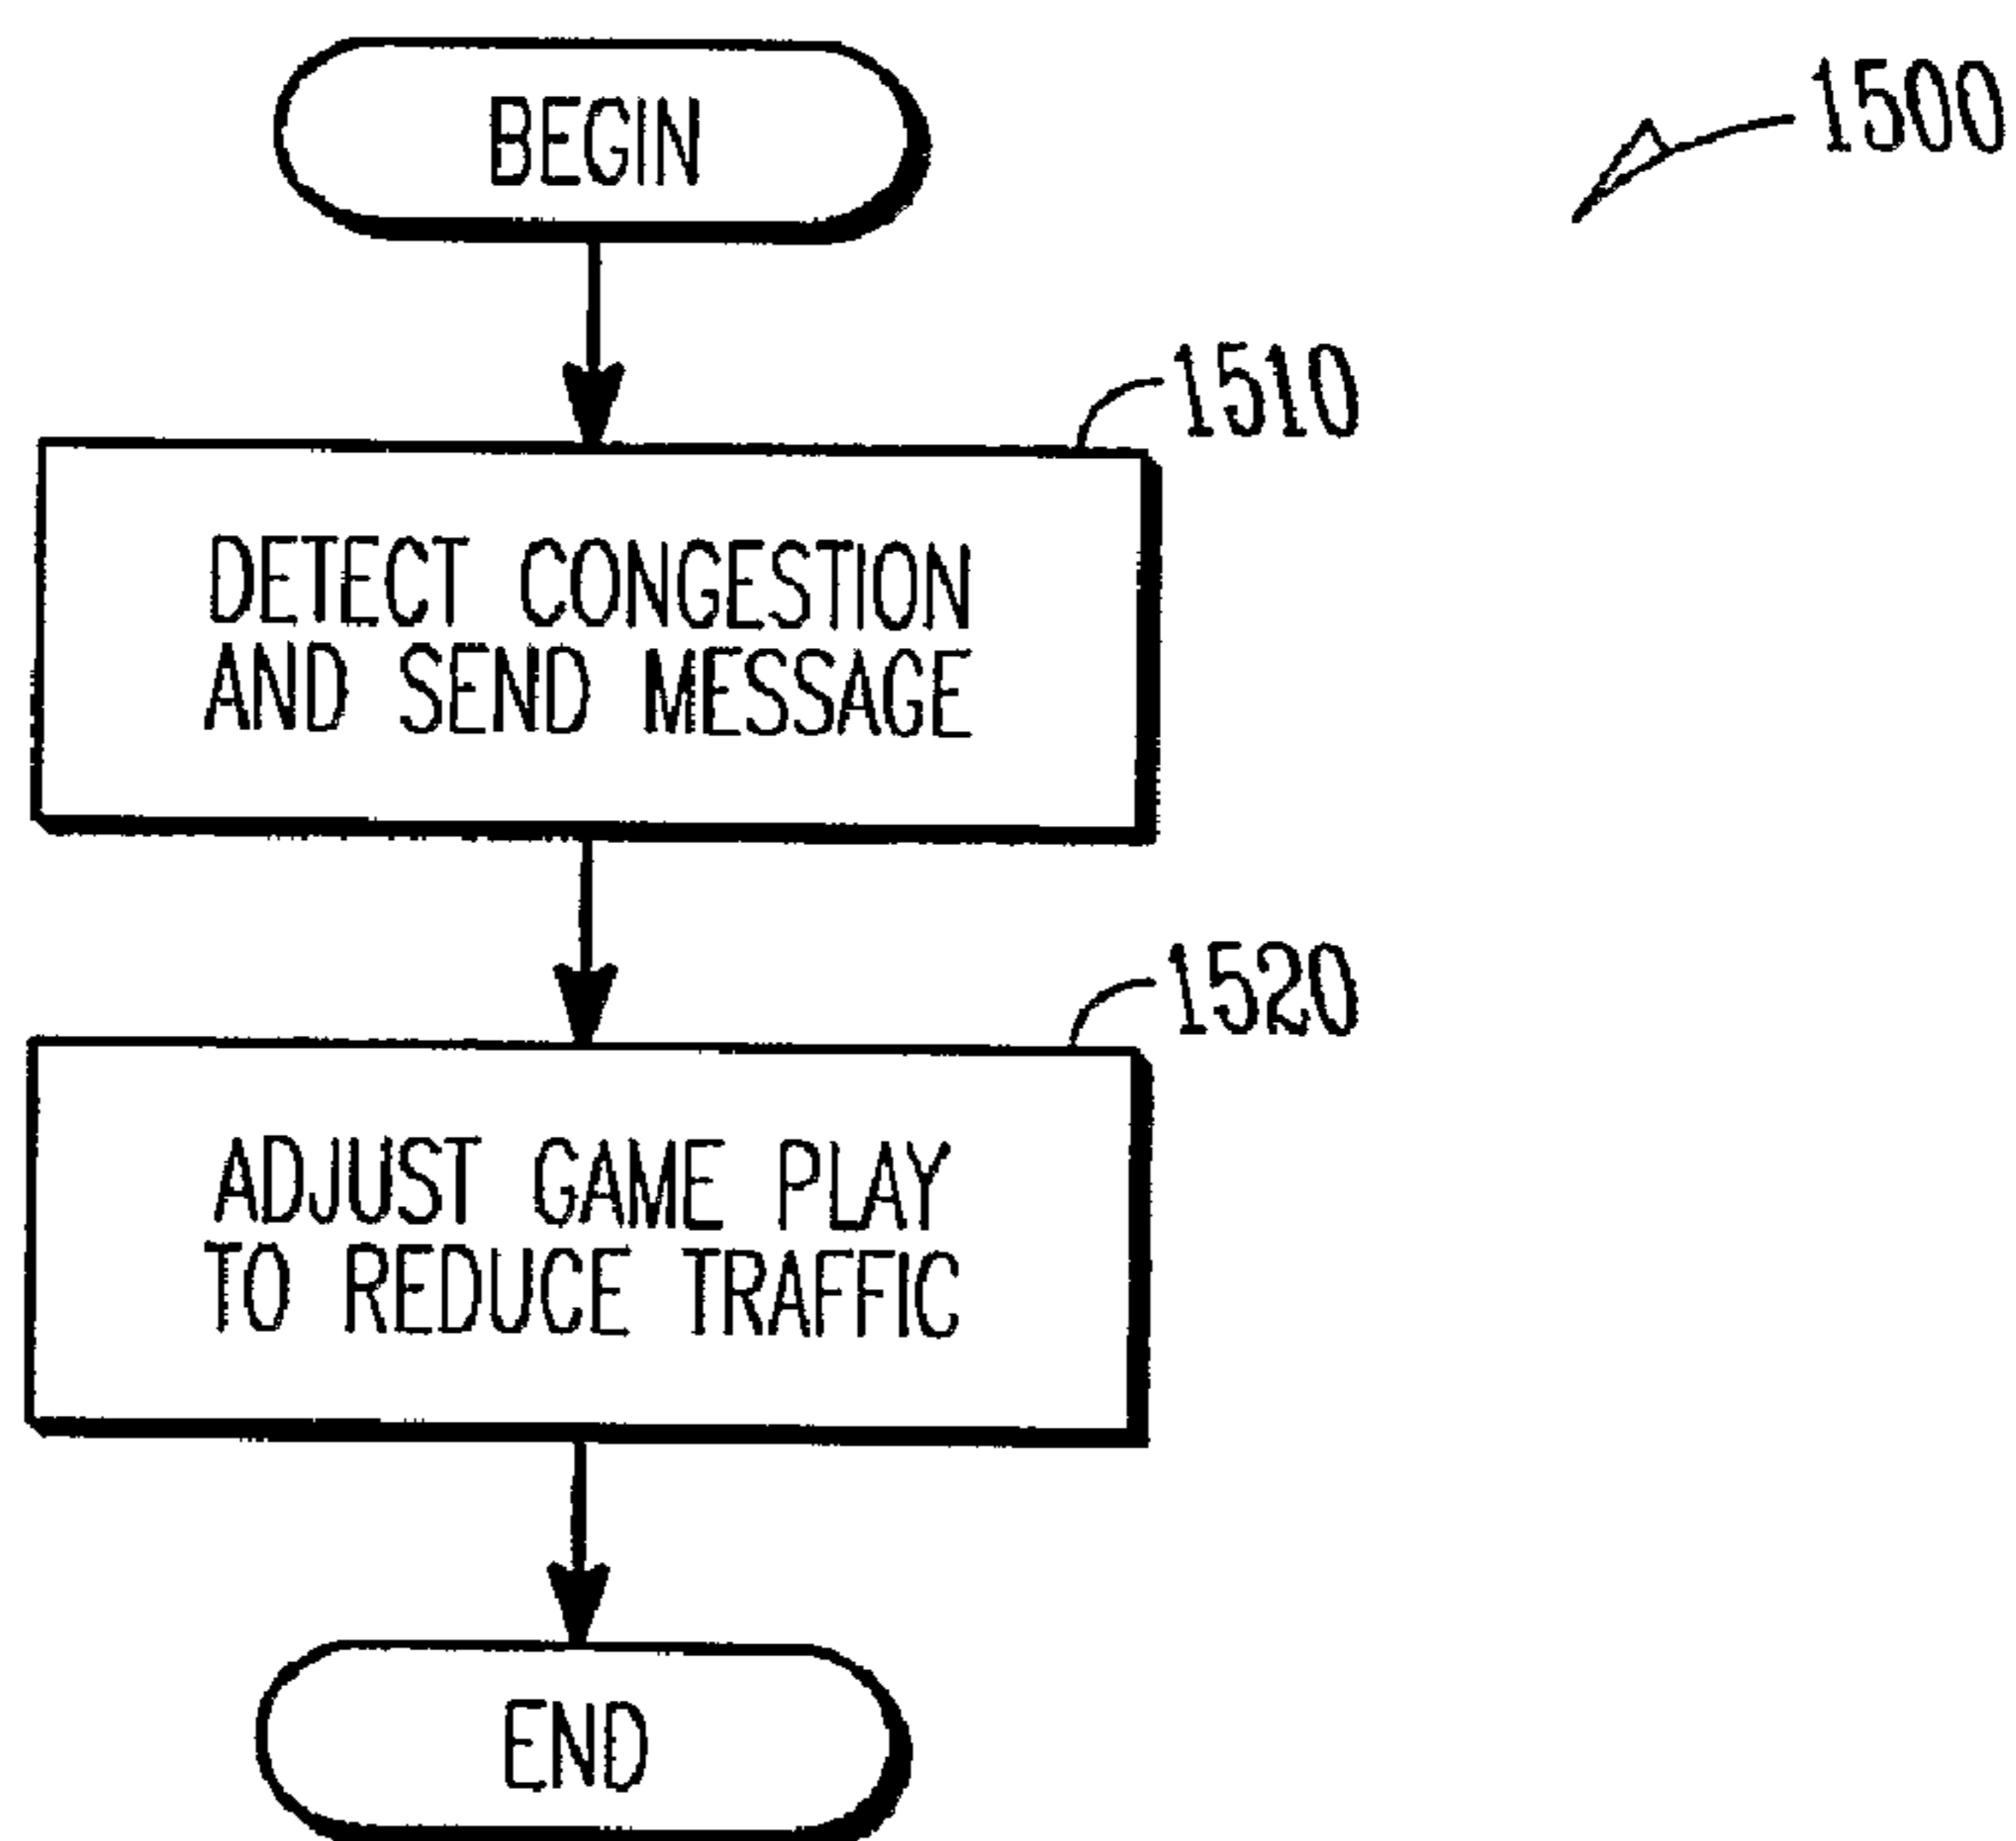 BEGIN
1500
1510
DETECT CONGESTION
AND SEND MESSAGE
1520
ADJUST GAME PLAY
TO REDUCE TRAFFIC
END